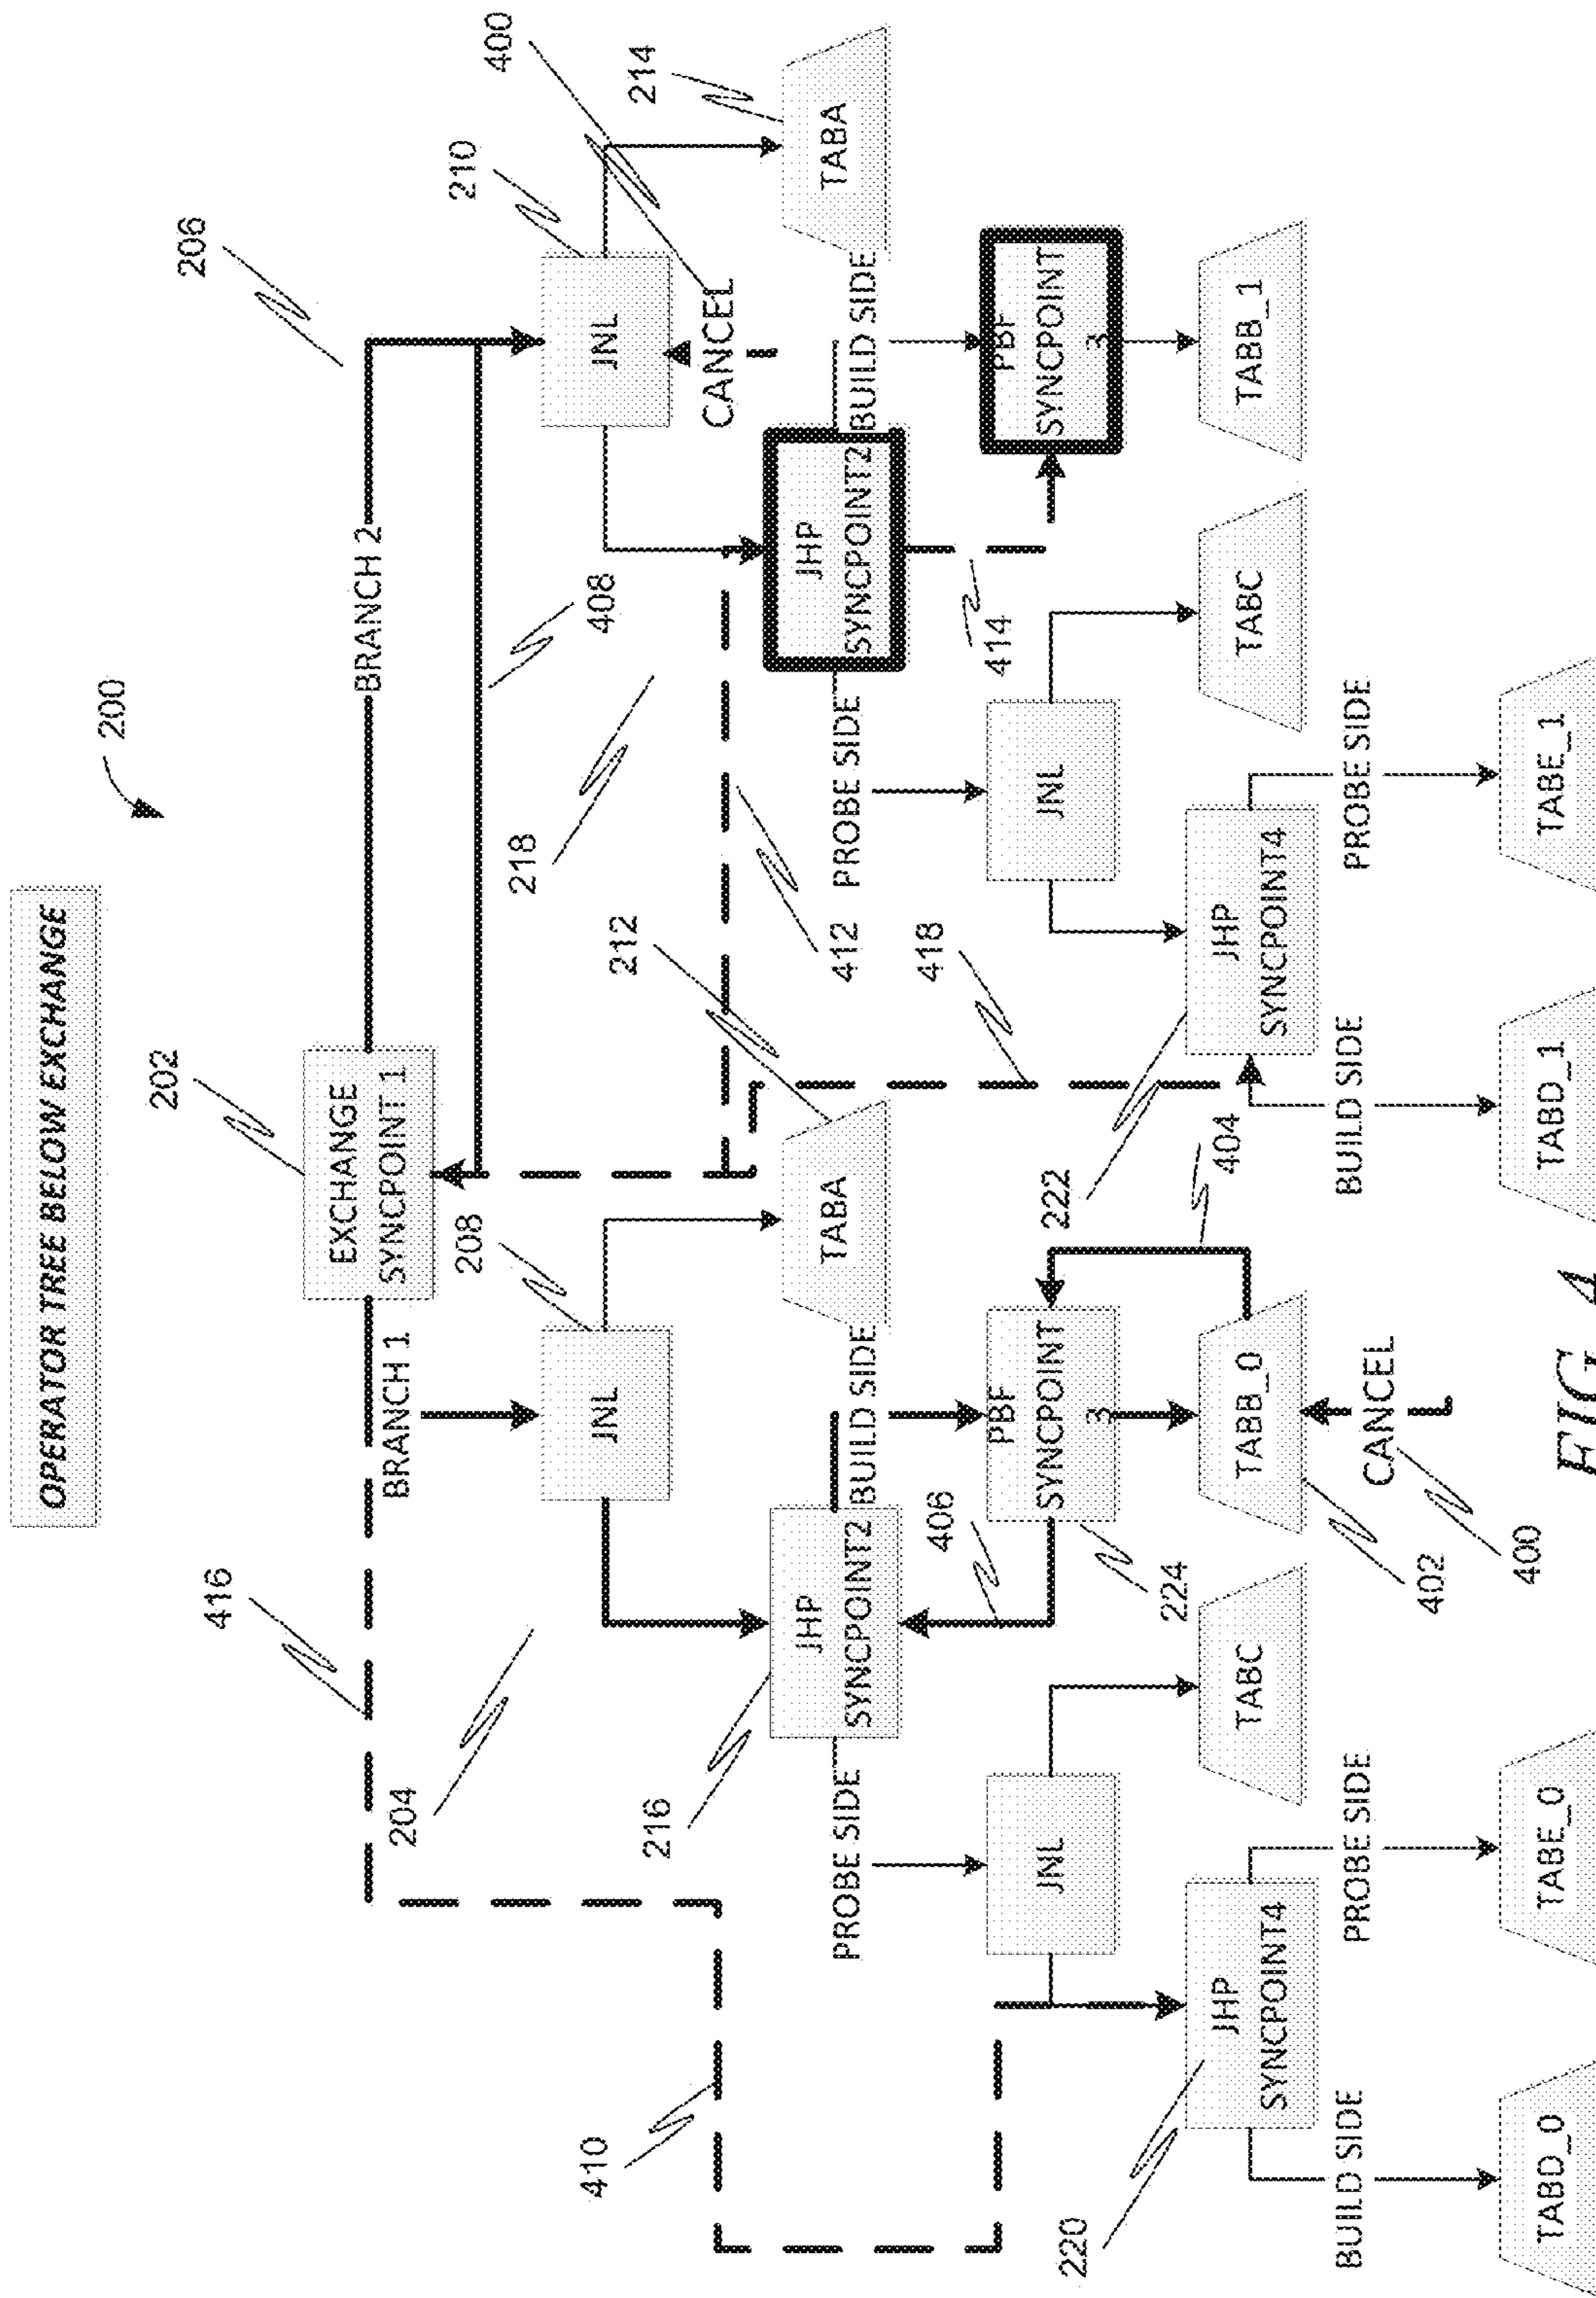 OPERATOR TREE BELOW EXCHANGE
200
202
206
416
EXCHANGE
SYNCPOINT 1
BRANCH 1
BRANCH 2
204
208
408
210
400
JNL
JNL
410
218
212
214
CANCEL
216
JHP
SYNCPOINT2
BUILD SIDE
TABA
PROBE SIDE
412
JHP
SYNCPOINT2
BUILD SIDE
TABA
PROBE SIDE
406
418
414
JNL
PBF
SYNCPOINT
3
JNL
PBF
SYNCPOINT
3
220
224
222
404
JHP
SYNCPOINT4
TABC
TABB_0
JHP
SYNCPOINT4
TABC
TABB_1
BUILD SIDE
PROBE SIDE
402
CANCEL
400
BUILD SIDE
PROBE SIDE
TABD_0
TABE_0
TABD_1
TABE_1
FIG. 4